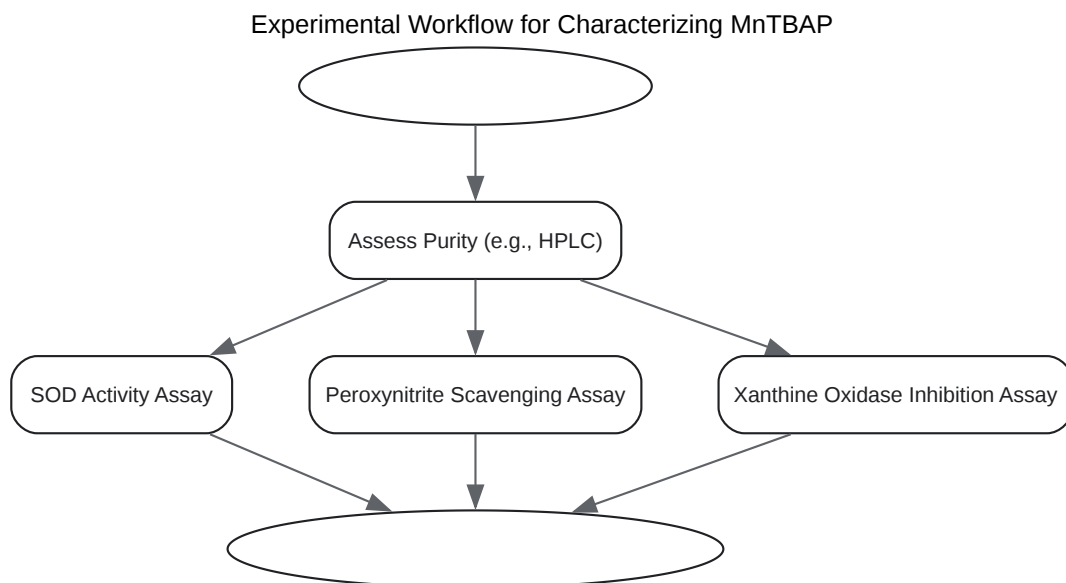 Experimental Workflow for Characterizing MnTBAP
Assess Purity (e.g., HPLC)
SOD Activity Assay
Peroxynitrite Scavenging Assay
Xanthine Oxidase Inhibition Assay